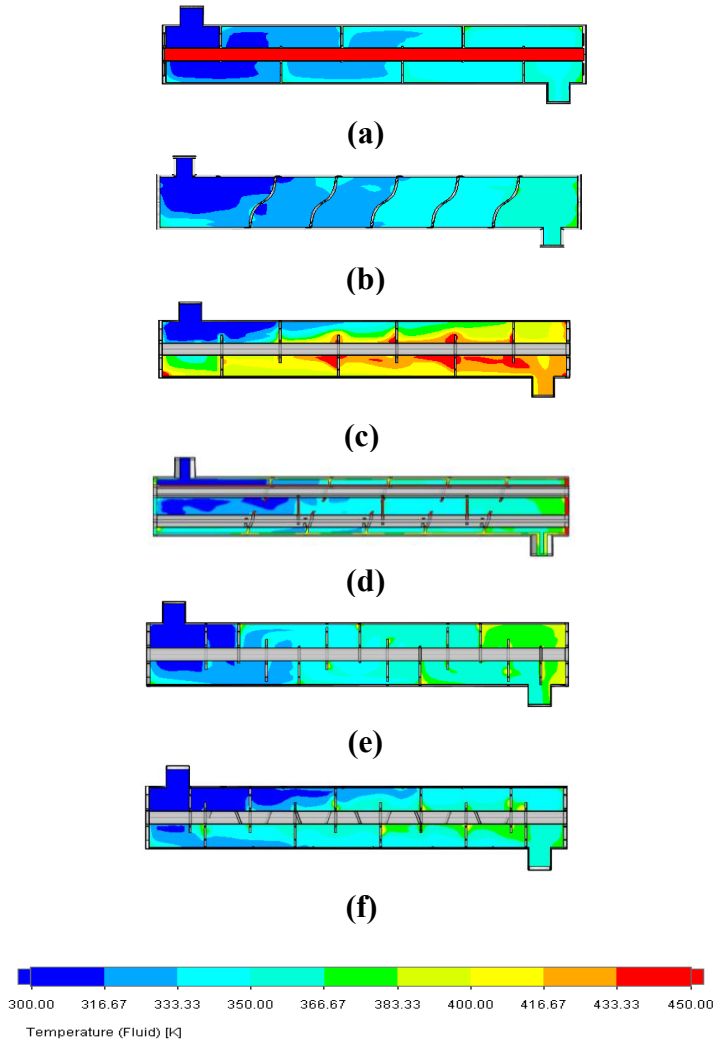 (a)
(b)
(c)
(d)
(e)
(f)
300.00 316.67 333.33 350.00 366.67 383.33 400.00 416.67 433.33 450.00
Temperature (Fluid) [K]